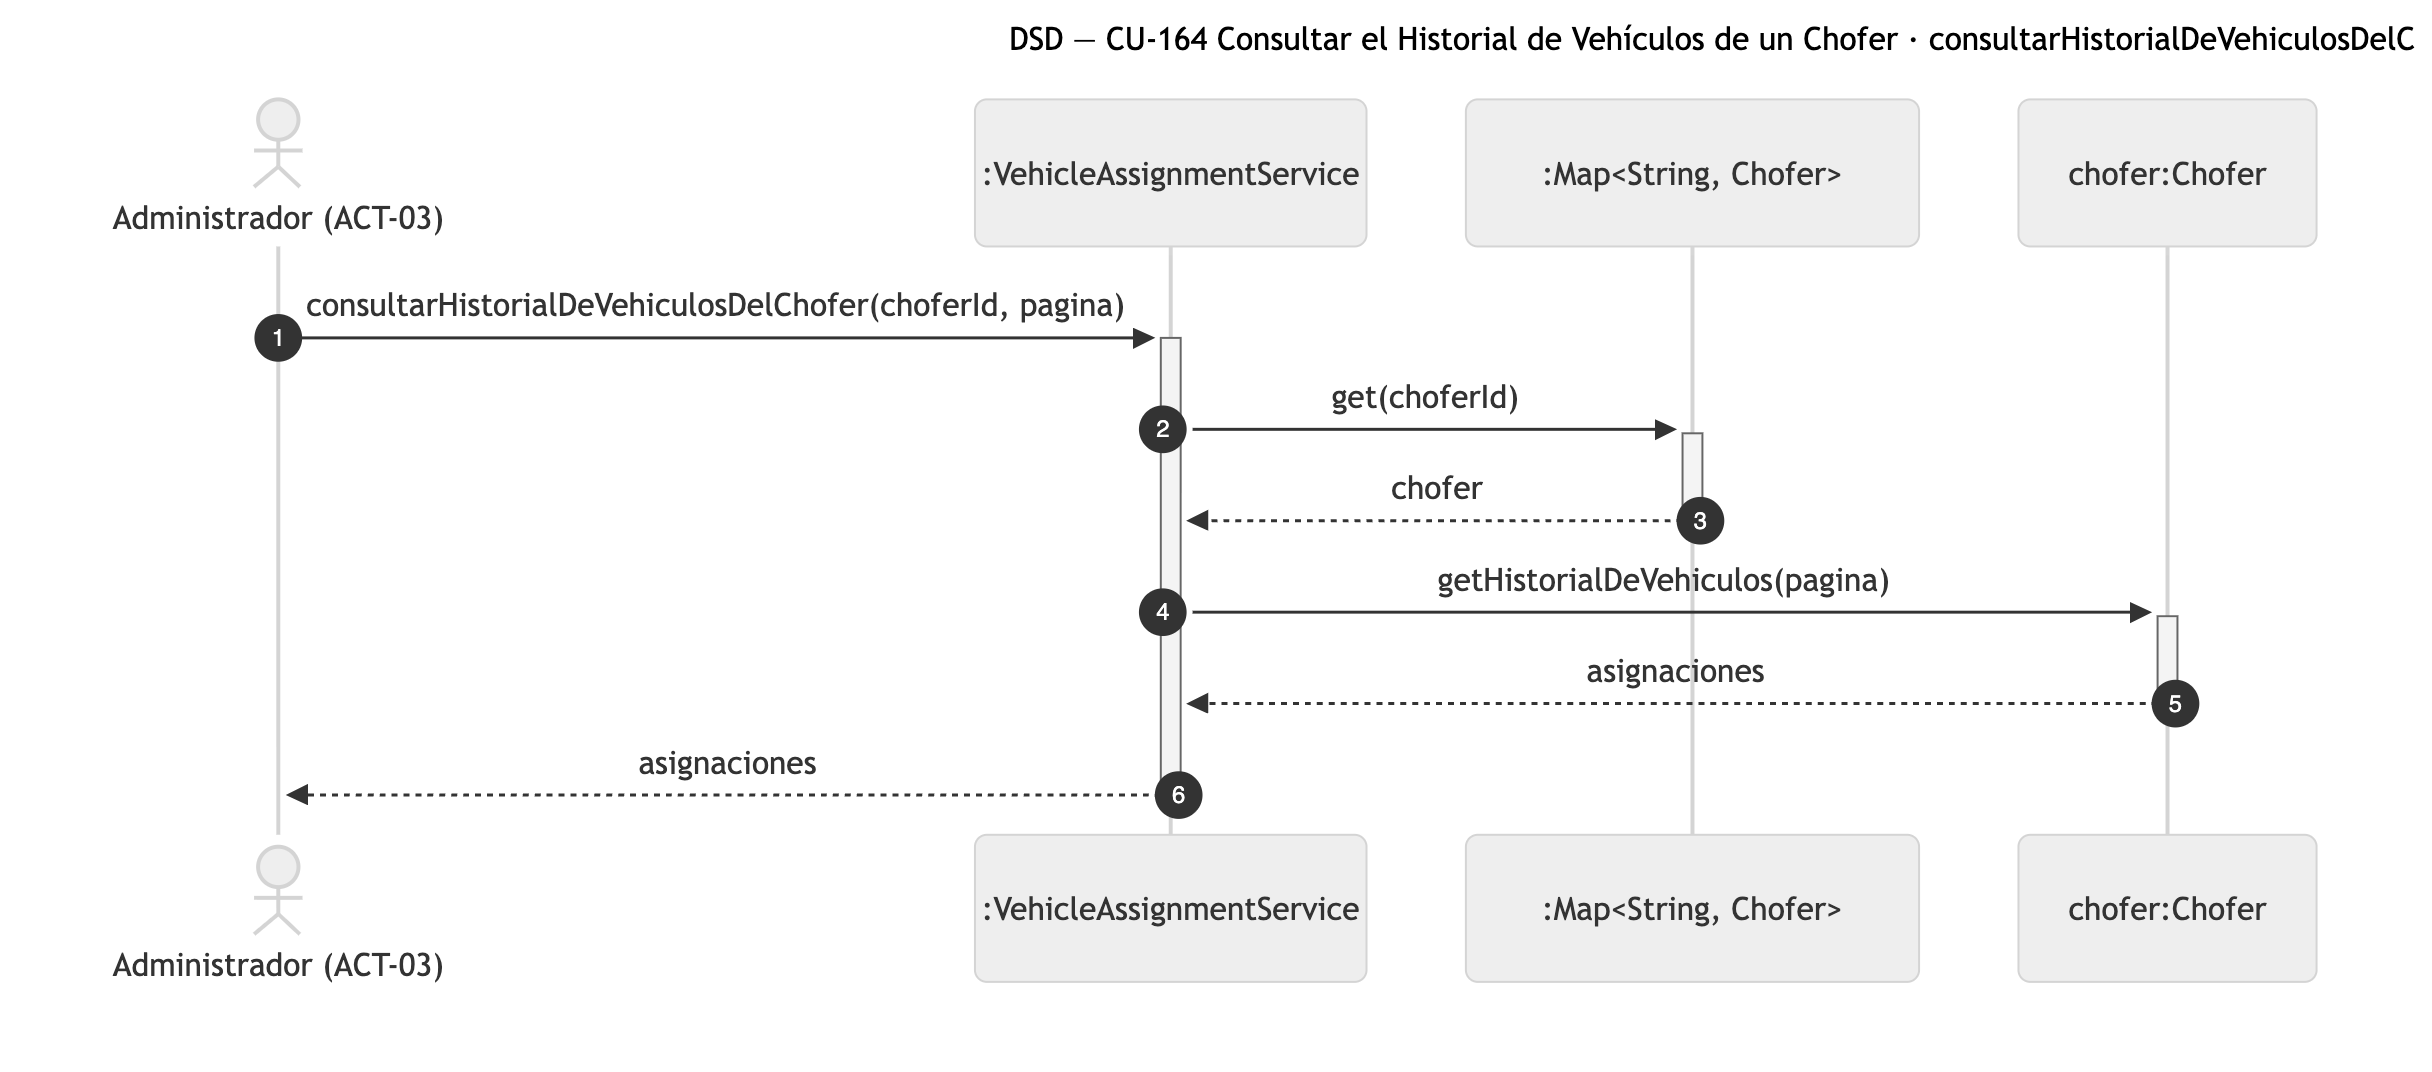 DSD — CU-164 Consultar el Historial de Vehículos de un Chofer · consultarHistorialDeVehiculosDelC
Administrador (ACT-03)
:VehicleAssignmentService
:Map<String, Chofer>
chofer:Chofer
consultarHistorialDeVehiculosDelChofer(choferId, pagina)
1
get(choferId)
2
chofer
3
getHistorialDeVehiculos(pagina)
4
asignaciones
5
asignaciones
6
Administrador (ACT-03)
:VehicleAssignmentService
:Map<String, Chofer>
chofer:Chofer